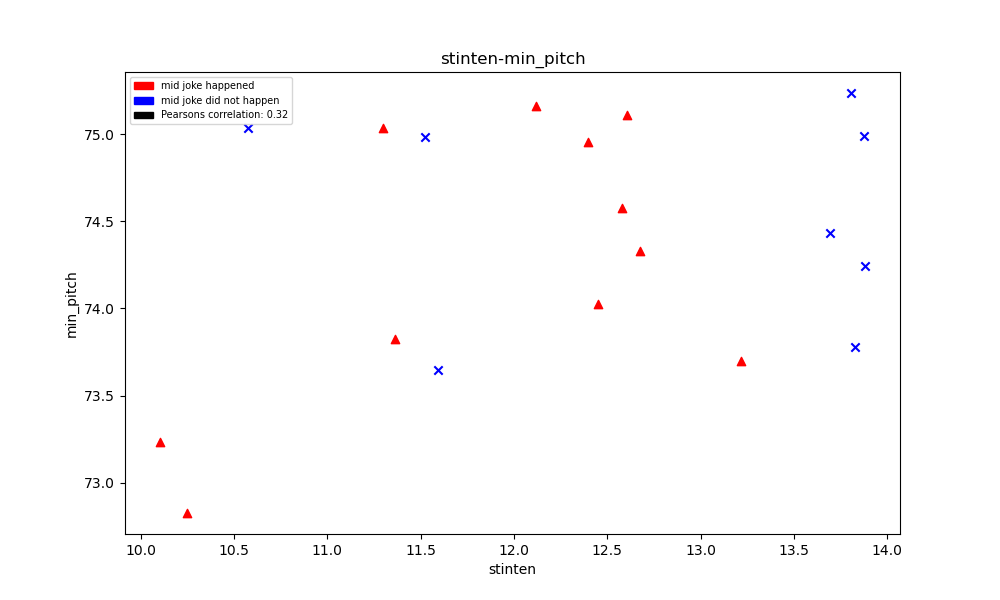 stinten-min_pitch
mid joke happened
mid joke did not happen
Pearsons correlation: 0.32
75.0
74.5
74.0
73.5
73.0
min_pitch
10.0 10.5 11.0 11.5 12.0 12.5 13.0 13.5 14.0
stinten